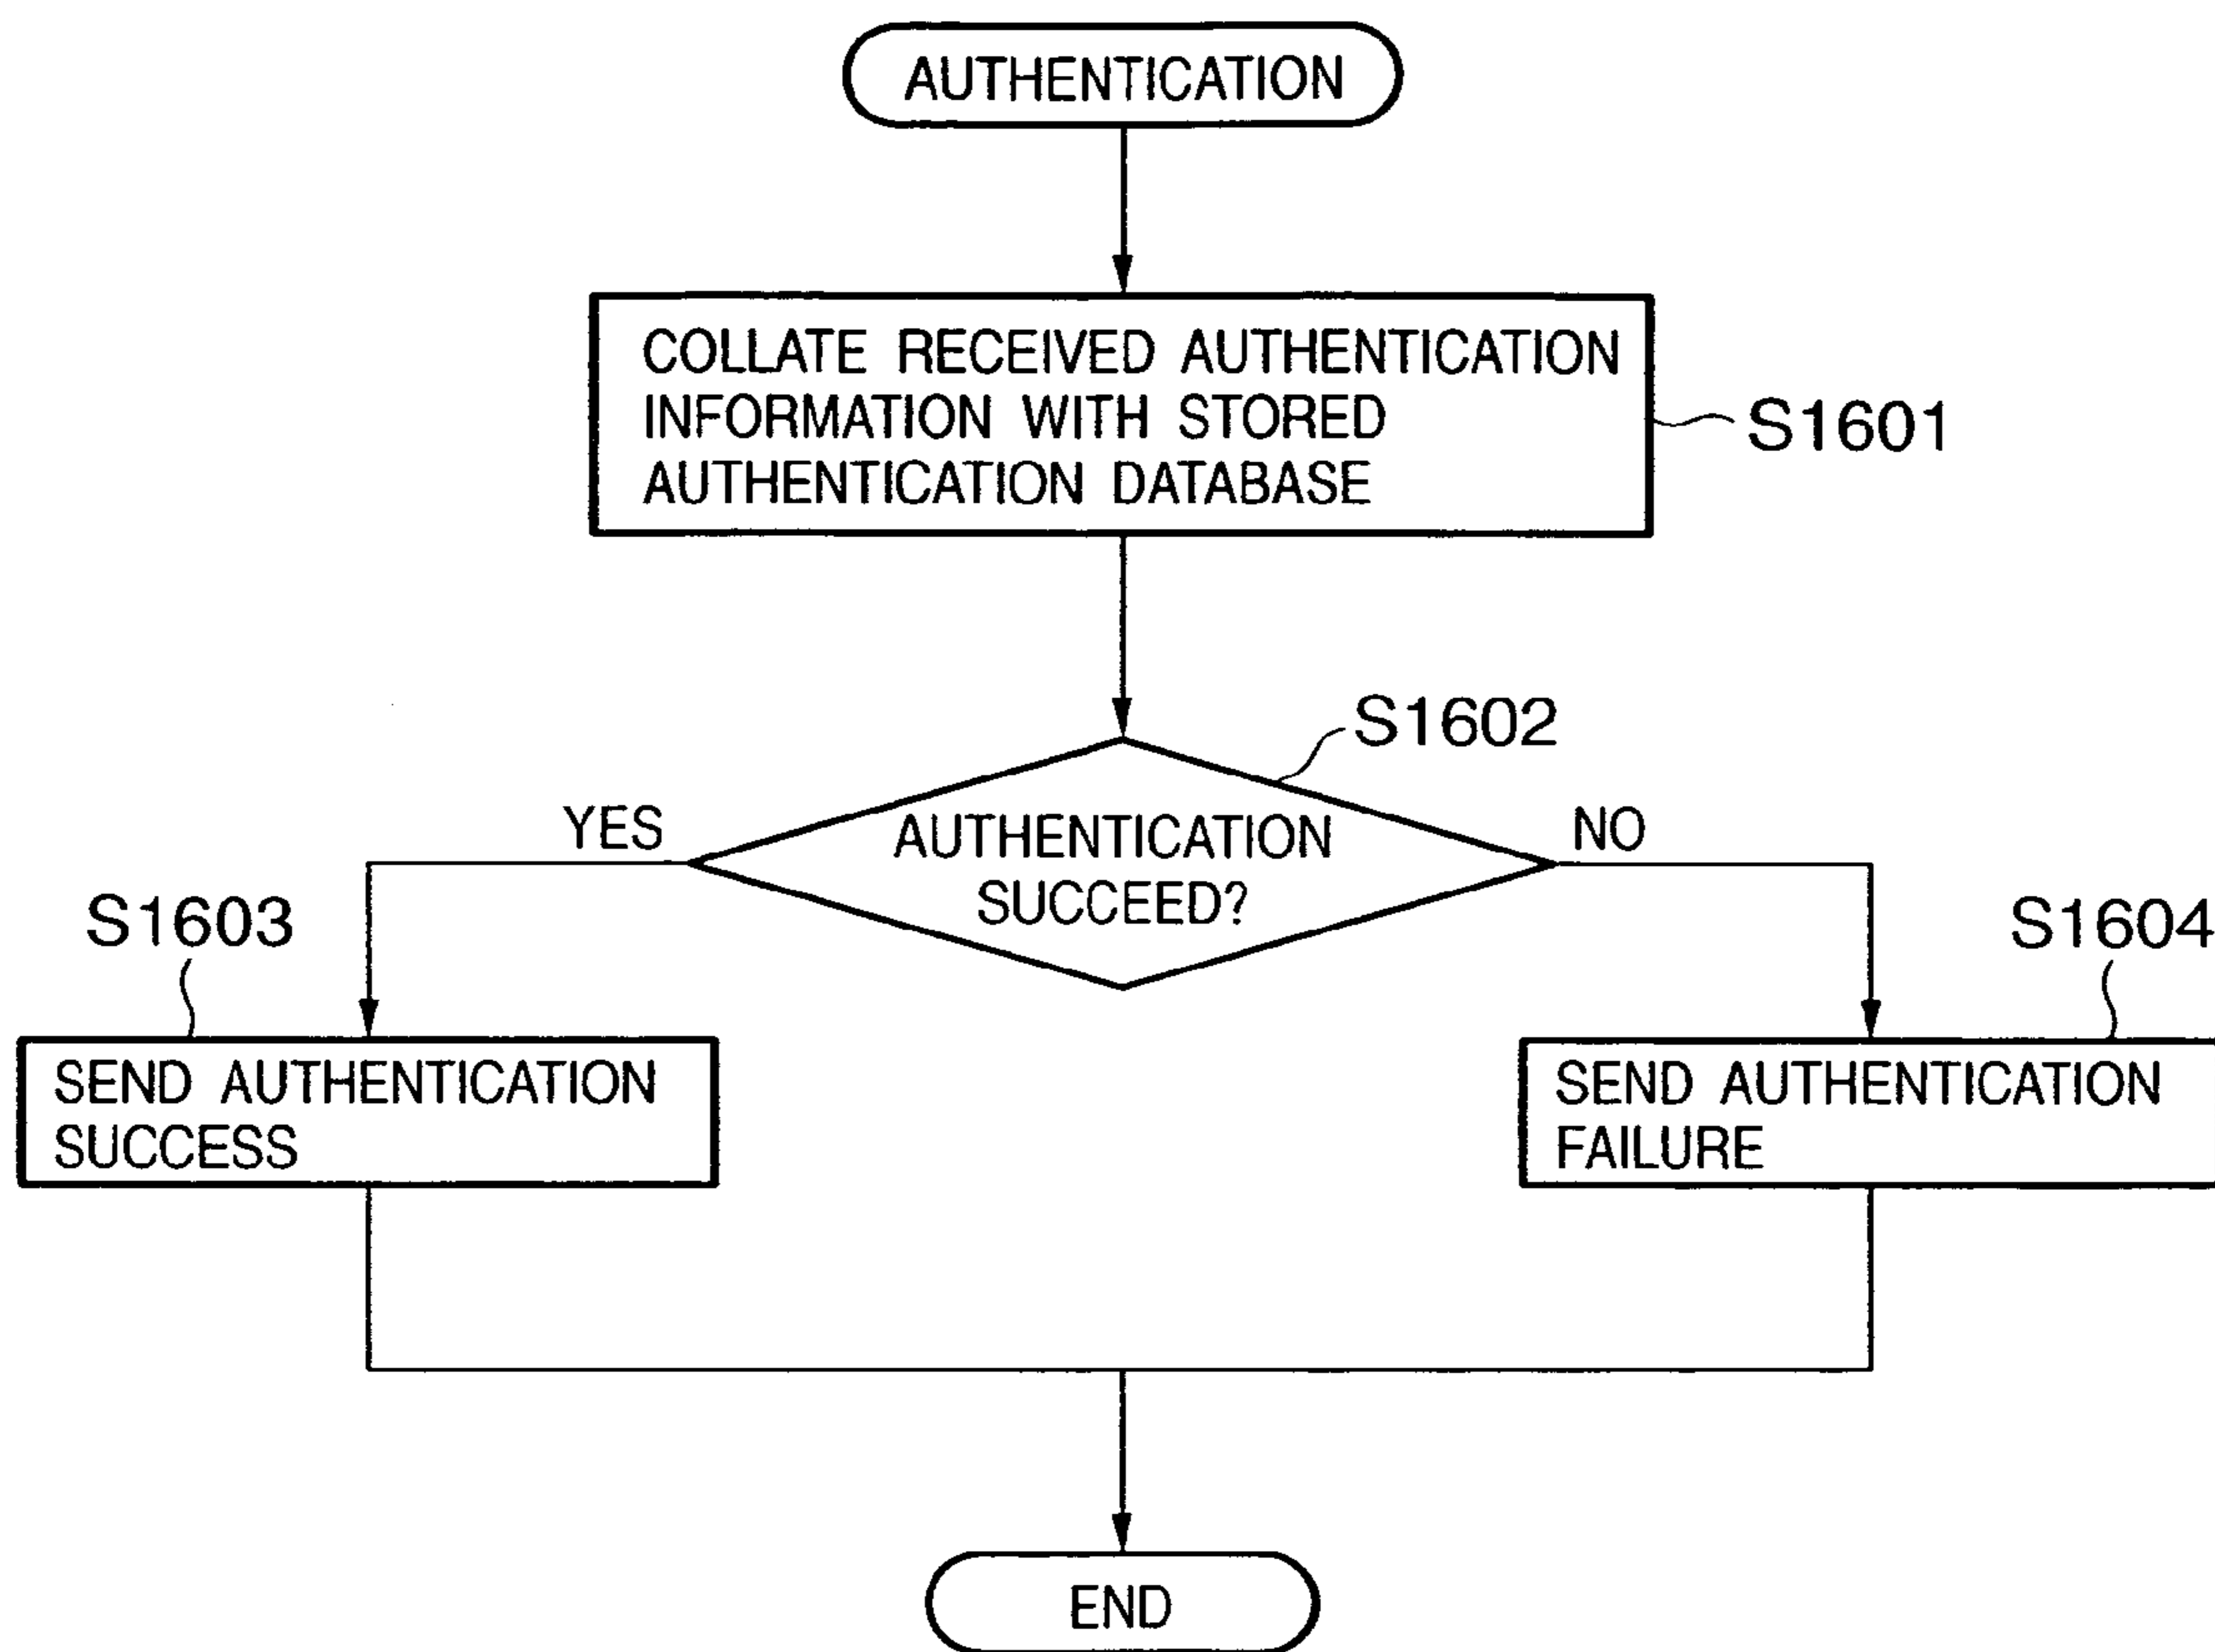 AUTHENTICATION
COLLATE RECEIVED AUTHENTICATION
INFORMATION WITH STORED
AUTHENTICATION DATABASE
S1601
S1602
YES
AUTHENTICATION
SUCCEED?
NO
S1603
S1604
SEND AUTHENTICATION
SUCCESS
SEND AUTHENTICATION
FAILURE
END